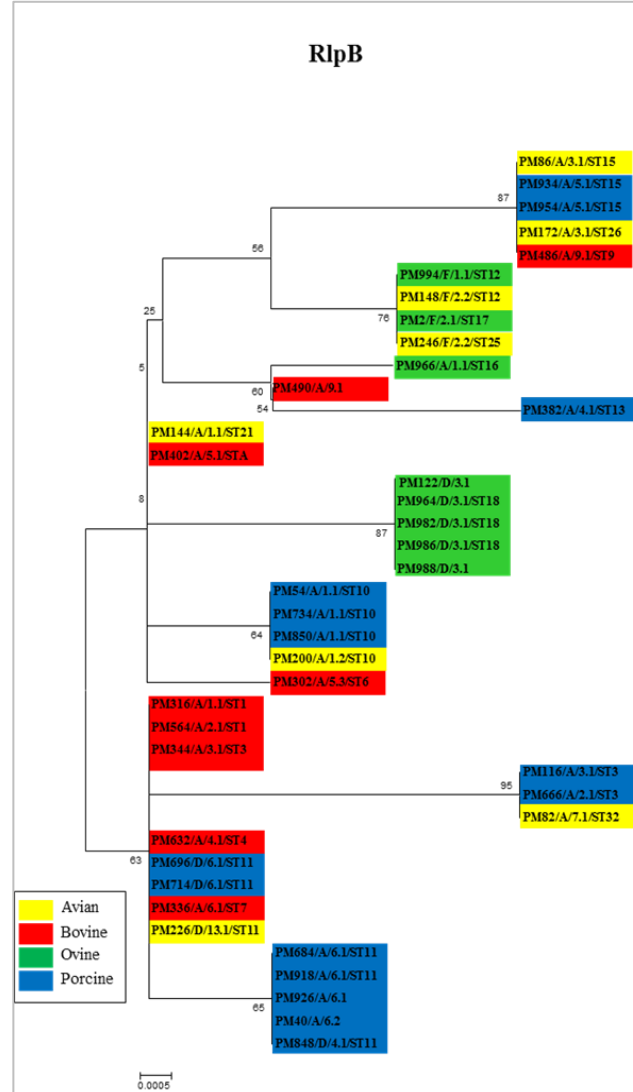 RlpB
PM86/A/3.1/ST15
PM934/A/5.1/ST15
87
PM954/A/5.1/ST15
PM172/A/3.1/ST26
56
PM486/A/9.1/ST9
PM994/F/1.1/ST12
PM148/F/2.2/ST12
25
76
PM2/F/2.1/ST17
PM246/F/2.2/ST25
5
PM966/A/1.1/ST16
60
PM490/A/9.1
54
PM382/A/4.1/ST13
PM144/A/1.1/ST21
PM402/A/5.1/STA
PM122/D/3.1
8
PM964/D/3.1/ST18
PM982/D/3.1/ST18
87
PM986/D/3.1/ST18
PM988/D/3.1
PM54/A/1.1/ST10
PM734/A/1.1/ST10
64
PM850/A/1.1/ST10
PM200/A/1.2/ST10
PM302/A/5.3/ST6
PM316/A/1.1/ST1
PM564/A/2.1/ST1
PM344/A/3.1/ST3
PM116/A/3.1/ST3
95
PM666/A/2.1/ST3
PM82/A/7.1/ST32
PM632/A/4.1/ST4
63
PM696/D/6.1/ST11
PM714/D/6.1/ST11
PM336/A/6.1/ST7
PM226/D/13.1/ST11
Avian
Bovine
Ovine
Porcine
PM684/A/6.1/ST11
PM918/A/6.1/ST11
PM926/A/6.1
65
PM40/A/6.2
PM848/D/4.1/ST11
0.0005